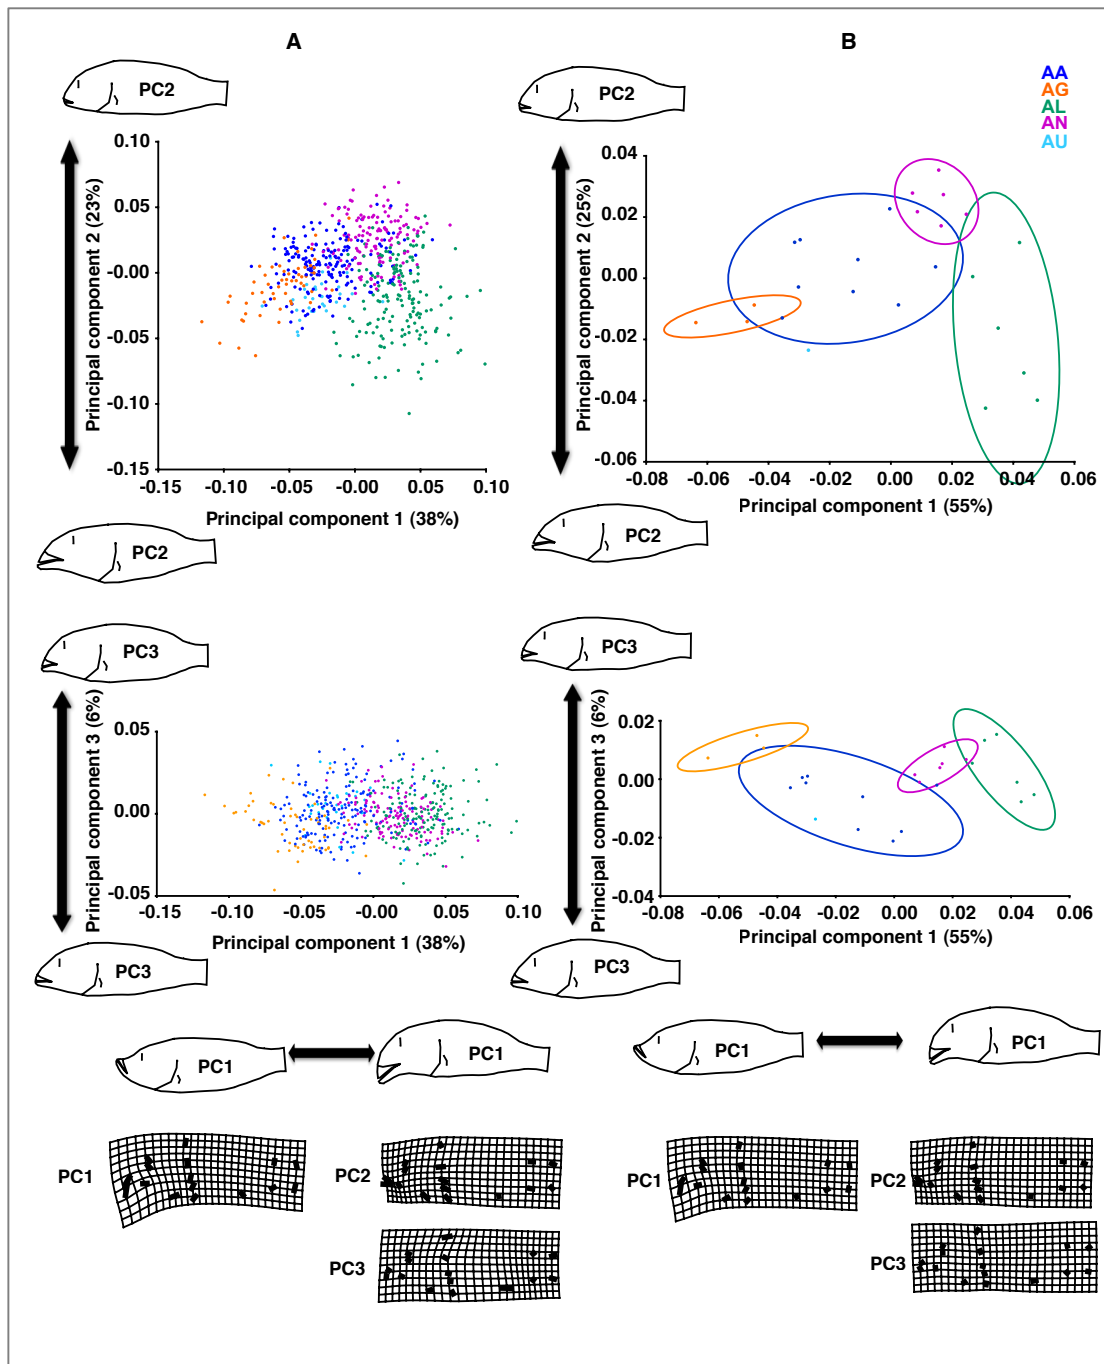 A
B
AA
AG
AL
AN
AU
PC2
PC2
Principal component 2 (23%)
0.10
0.05
-0.00
-0.05
-0.10
-0.15
-0.15
-0.10
-0.05
-0.00
0.05
0.10
Principal component 1 (38%)
Principal component 2 (25%)
0.04
0.02
0.00
-0.02
-0.04
-0.06
-0.08
-0.06
-0.04
-0.02
0.00
0.02
0.04
0.06
Principal component 1 (55%)
PC2
PC2
PC3
PC3
Principal component 3 (6%)
0.05
0.00
-0.05
-0.15
-0.10
-0.05
-0.00
0.05
0.10
Principal component 1 (38%)
Principal component 3 (6%)
0.02
0.00
-0.02
-0.04
-0.08
-0.06
-0.04
-0.02
0.00
0.02
0.04
0.06
Principal component 1 (55%)
PC3
PC3
PC1
PC1
PC1
PC1
PC1
PC2
PC1
PC2
PC3
PC3